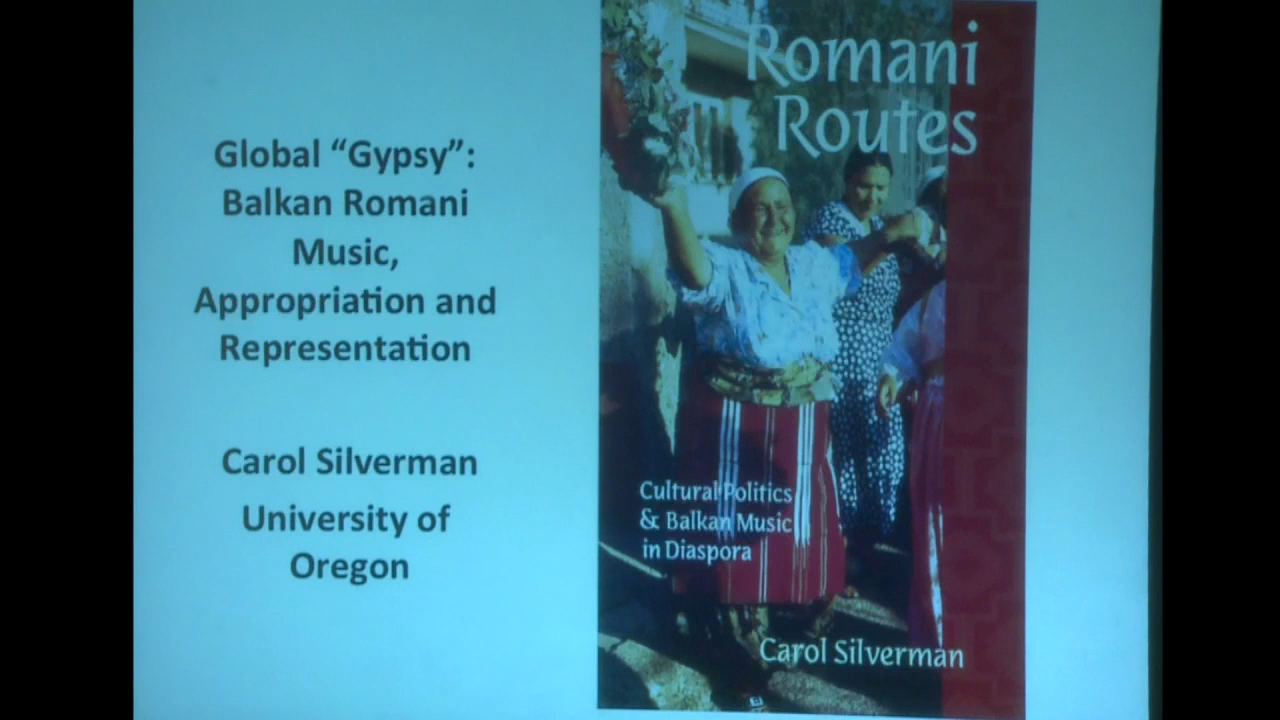 Global “Gypsy”:
Balkan Romani
Music,
Appropriation and
Representation
Carol Silverman
University of
Oregon
Romani
Routes
Cultural Politics
& Balkan Music
in Diaspora
Carol Silverman